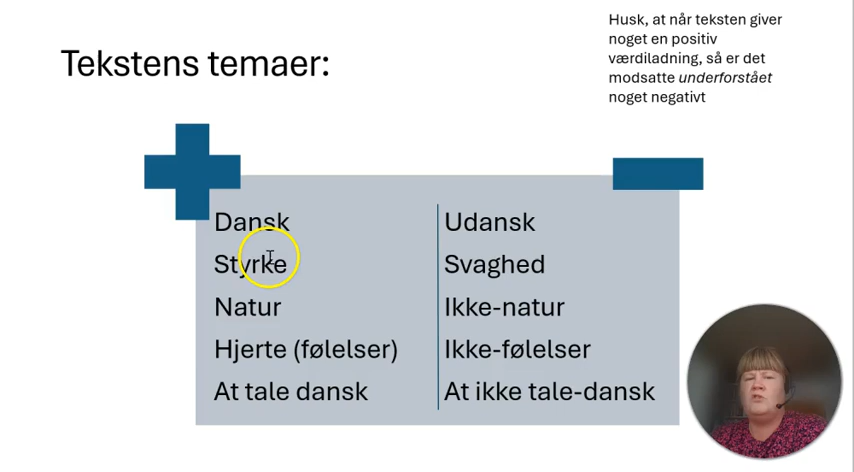 Husk, at når teksten giver
noget en positiv
værdiladning, så er det
modsatte underforstået
noget negativt
Tekstens temaer:
Dansk
Udansk
Styrke
Svaghed
Natur
Ikke-natur
Hjerte (følelser)
Ikke-følelser
At tale dansk
At ikke tale-dansk